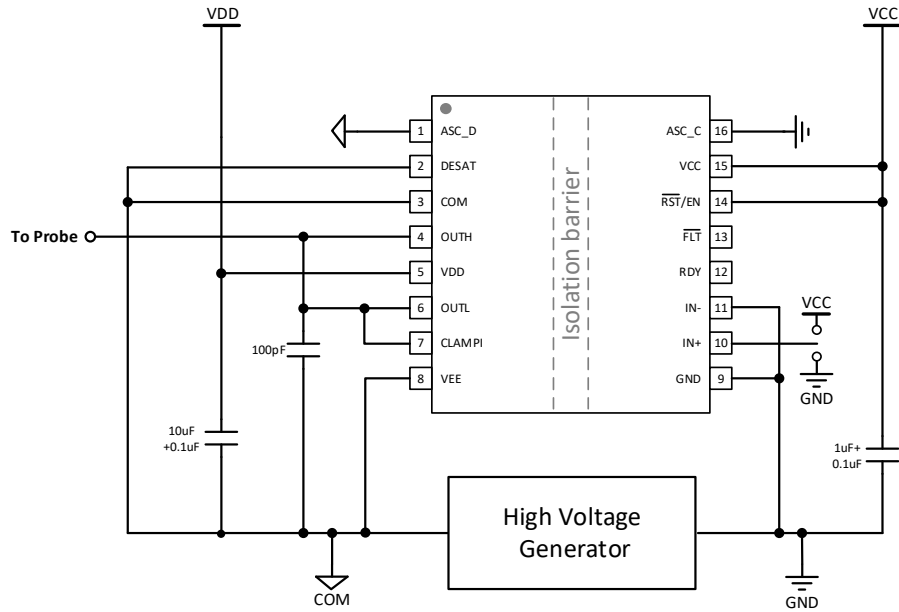 VDD
VCC
1
ASC_D
ASC_C
16
2
DESAT
VCC
15
3
COM
RST/EN
14
To Probe
4
OUTH
FLT
13
5
VDD
RDY
12
6
OUTL
IN-
11
7
CLAMPI
IN+
10
8
VEE
GND
9
Isolation barrier
VCC
GND
100pF
10uF
+0.1uF
1uF+
0.1uF
High Voltage
Generator
COM
GND